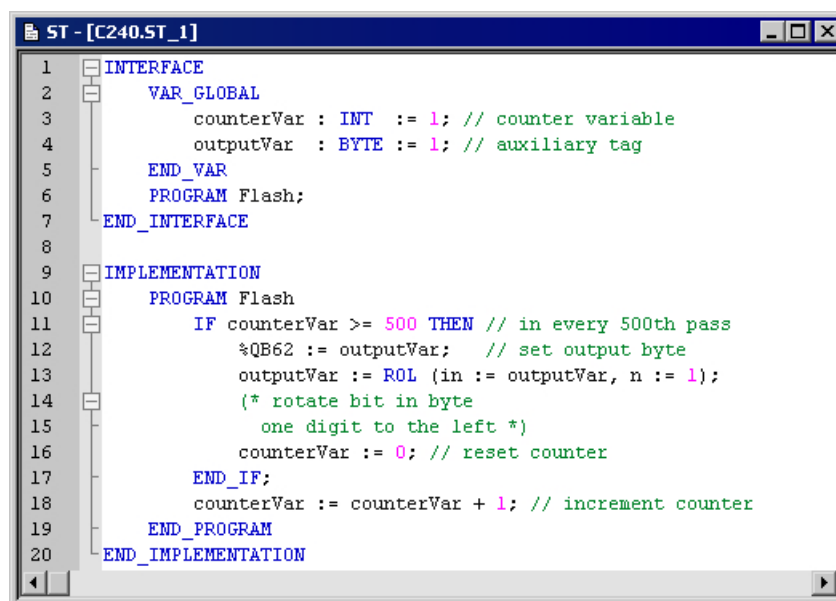 ST - [C240.ST_1]
1 INTERFACE
2 VAR_GLOBAL
3 counterVar : INT := 1; // counter variable
4 outputVar : BYTE := 1; // auxiliary tag
5 END_VAR
6 PROGRAM Flash;
7 END_INTERFACE
8
9 IMPLEMENTATION
10 PROGRAM Flash
11 IF counterVar >= 500 THEN // in every 500th pass
12 %QB62 := outputVar; // set output byte
13 outputVar := ROL (in := outputVar, n := 1);
14 (* rotate bit in byte
15 one digit to the left *)
16 counterVar := 0; // reset counter
17 END_IF;
18 counterVar := counterVar + 1; // increment counter
19 END_PROGRAM
20 END_IMPLEMENTATION